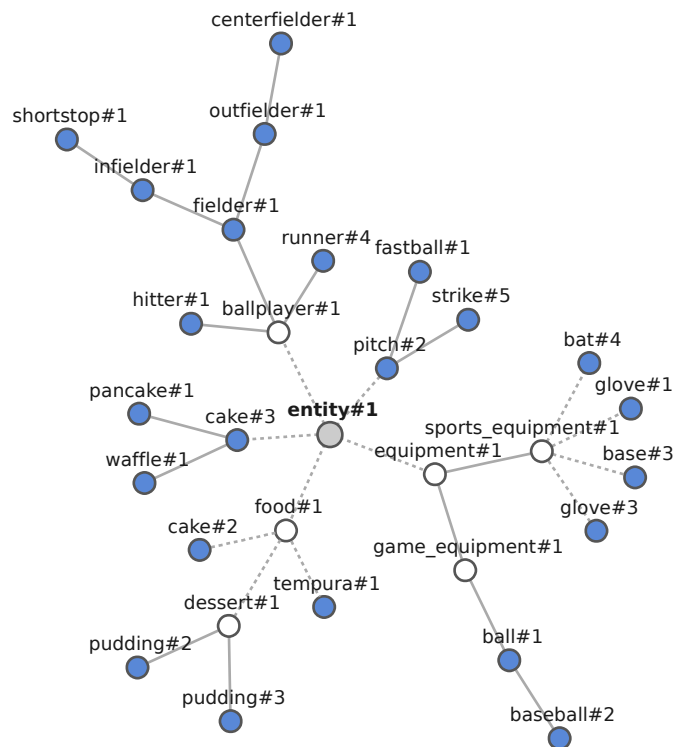 centerfielder#1
outfielder#1
shortstop#1
infielder#1
fielder#1
runner#4
fastball#1
hitter#1
ballplayer#1
strike#5
pitch#2
bat#4
pancake#1
glove#1
cake#3
entity#1
sports_equipment#1
waffle#1
equipment#1
base#3
food#1
glove#3
cake#2
game_equipment#1
dessert#1
tempura#1
pudding#2
ball#1
pudding#3
baseball#2